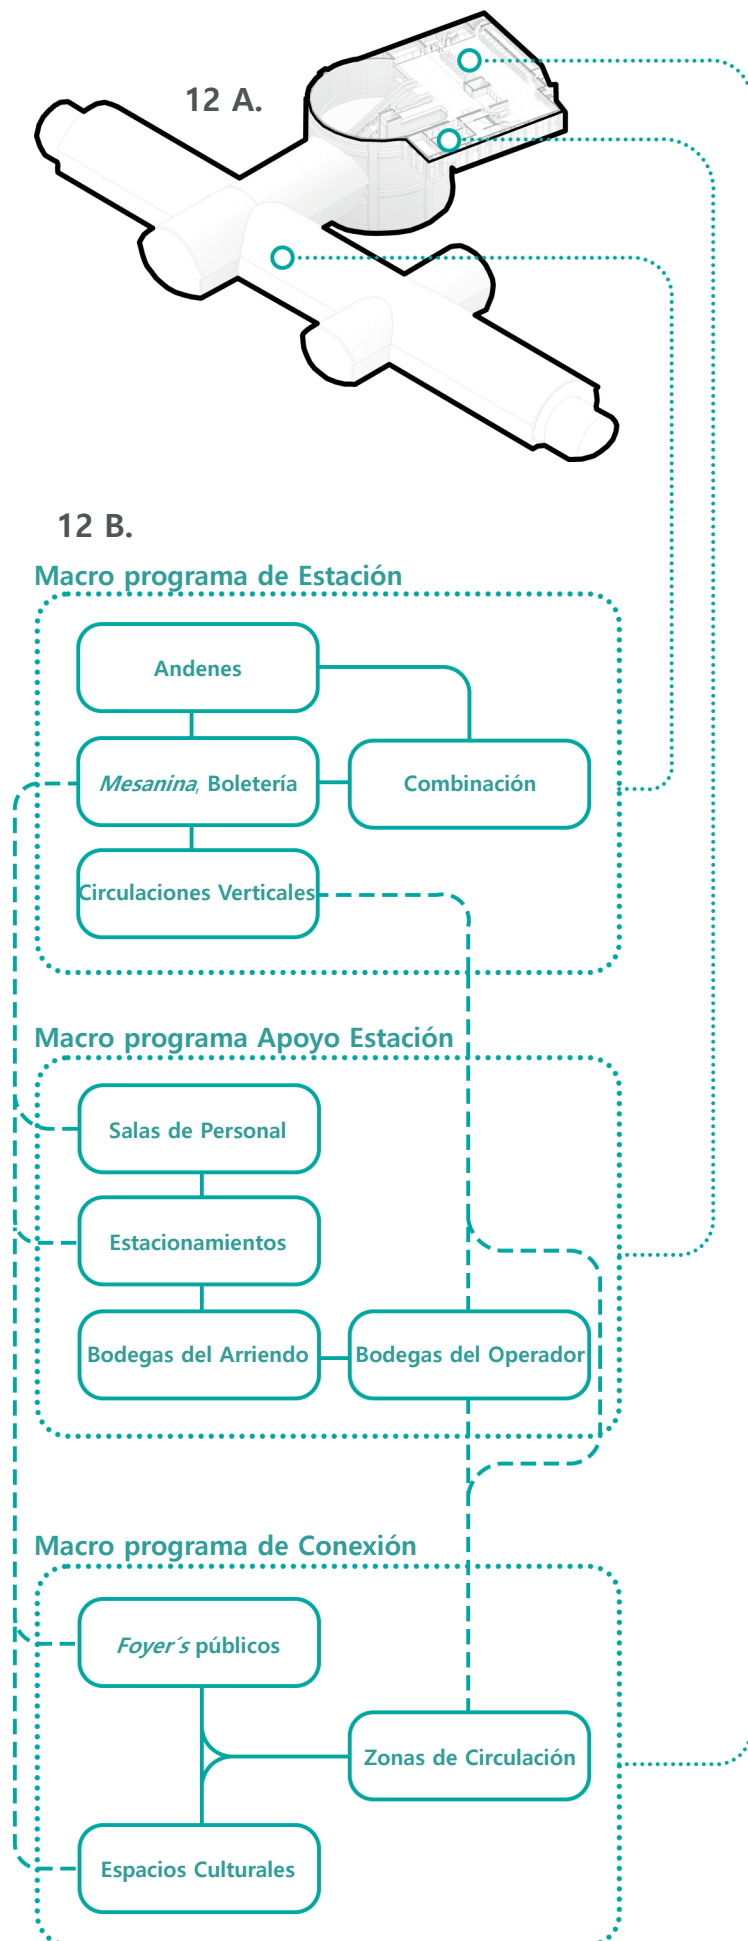 12 A.
12 B.
Macro programa de Estación
Andenes
Mesanina, Boletería
Combinación
Circulaciones Verticales
Macro programa Apoyo Estación
Salas de Personal
Estacionamientos
Bodegas del Arriendo
Bodegas del Operador
Macro programa de Conexión
Foyer´s públicos
Zonas de Circulación
Espacios Culturales